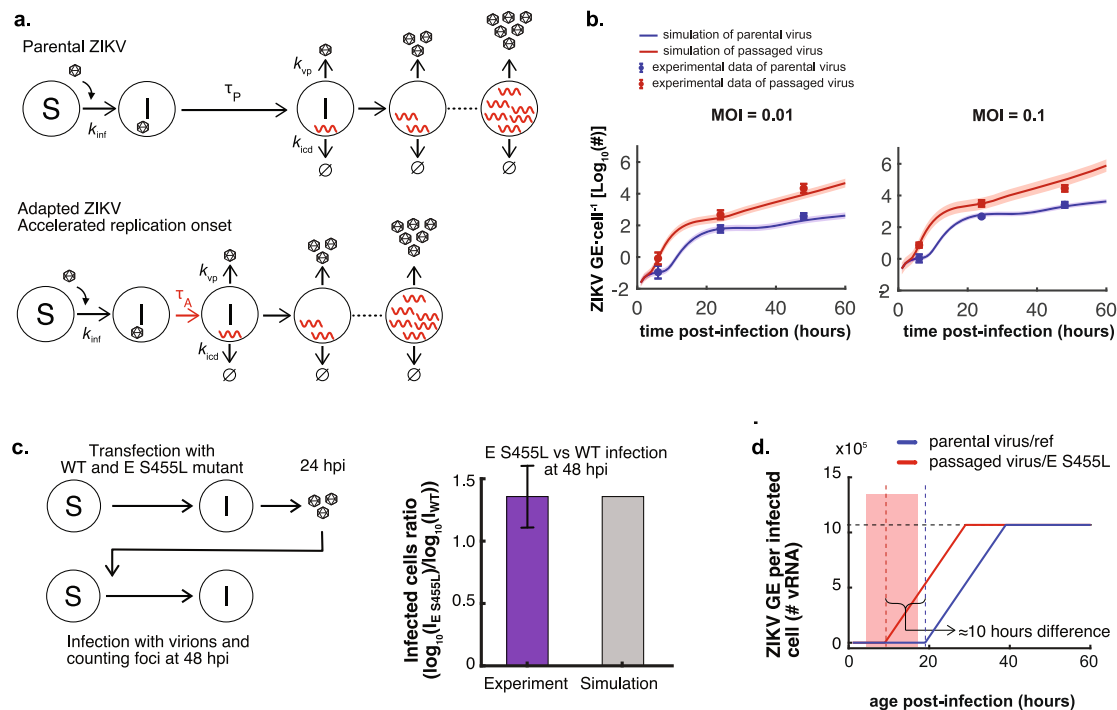 a.
Parental ZIKV
S
k_inf
I
τ_P
k_vp
I
k_icd
∅
∅
∅
Adapted ZIKV
Accelerated replication onset
S
k_inf
I
τ_A
k_vp
I
k_icd
∅
∅
∅
b.
simulation of parental virus
simulation of passaged virus
experimental data of parental virus
experimental data of passaged virus
MOI = 0.01
MOI = 0.1
ZIKV GE·cell⁻¹ [Log₁₀(#)]
6
4
2
0
-2
0 20 40 60
time post-infection (hours)
6
4
2
0
-2
0 20 40 60
time post-infection (hours)
c.
Transfection with
WT and E S455L mutant
24 hpi
S
I
S
I
Infection with virions and
counting foci at 48 hpi
E S455L vs WT infection
at 48 hpi
Infected cells ratio
(log₁₀(I_E S455L)/log₁₀(I_WT))
1.5
1.0
0.5
0
Experiment Simulation
d.
parental virus/ref
passaged virus/E S455L
×10⁵
ZIKV GE per infected
cell (# vRNA)
10
5
0
≈10 hours difference
0 20 40 60
age post-infection (hours)